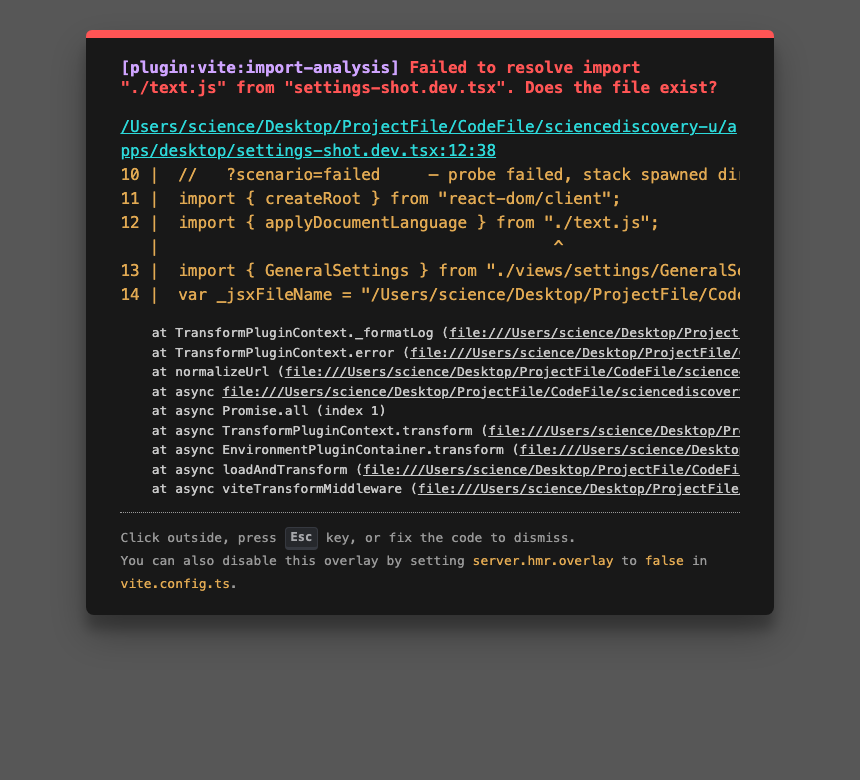 [plugin:vite:import-analysis] Failed to resolve import
"./text.js" from "settings-shot.dev.tsx". Does the file exist?
/Users/science/Desktop/ProjectFile/CodeFile/sciencediscovery-u/a
pps/desktop/settings-shot.dev.tsx:12:38
10 |  //   ?scenario=failed     — probe failed, stack spawned di
11 |  import { createRoot } from "react-dom/client";
12 |  import { applyDocumentLanguage } from "./text.js";
   |                                         ^
13 |  import { GeneralSettings } from "./views/settings/GeneralS
14 |  var _jsxFileName = "/Users/science/Desktop/ProjectFile/Code
at TransformPluginContext._formatLog (file:///Users/science/Desktop/Project
at TransformPluginContext.error (file:///Users/science/Desktop/ProjectFile/
at normalizeUrl (file:///Users/science/Desktop/ProjectFile/CodeFile/science
at async file:///Users/science/Desktop/ProjectFile/CodeFile/sciencediscover
at async Promise.all (index 1)
at async TransformPluginContext.transform (file:///Users/science/Desktop/Pr
at async EnvironmentPluginContainer.transform (file:///Users/science/Deskto
at async loadAndTransform (file:///Users/science/Desktop/ProjectFile/CodeFi
at async viteTransformMiddleware (file:///Users/science/Desktop/ProjectFile
Click outside, press Esc key, or fix the code to dismiss.
You can also disable this overlay by setting server.hmr.overlay to false in
vite.config.ts.